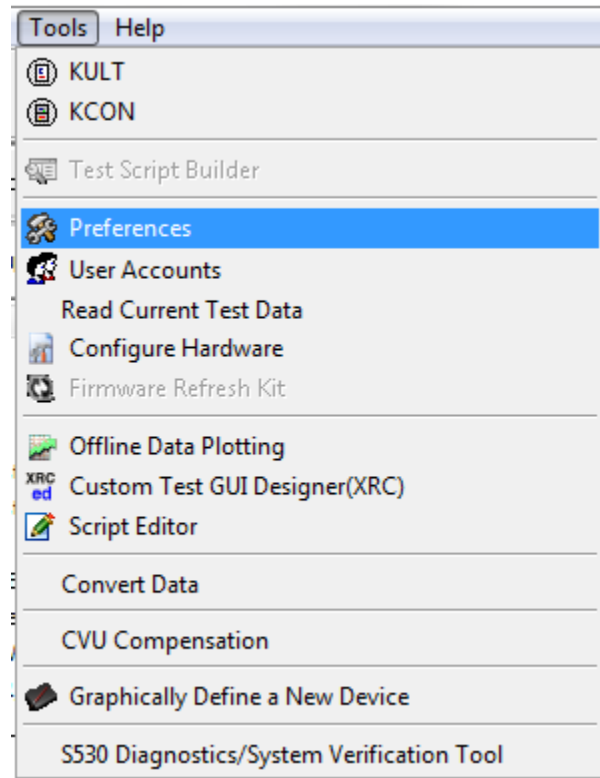 Tools Help
KULT
KCON
Test Script Builder
Preferences
User Accounts
Read Current Test Data
Configure Hardware
Firmware Refresh Kit
Offline Data Plotting
XRC ed Custom Test GUI Designer(XRC)
Script Editor
Convert Data
CVU Compensation
Graphically Define a New Device
S530 Diagnostics/System Verification Tool